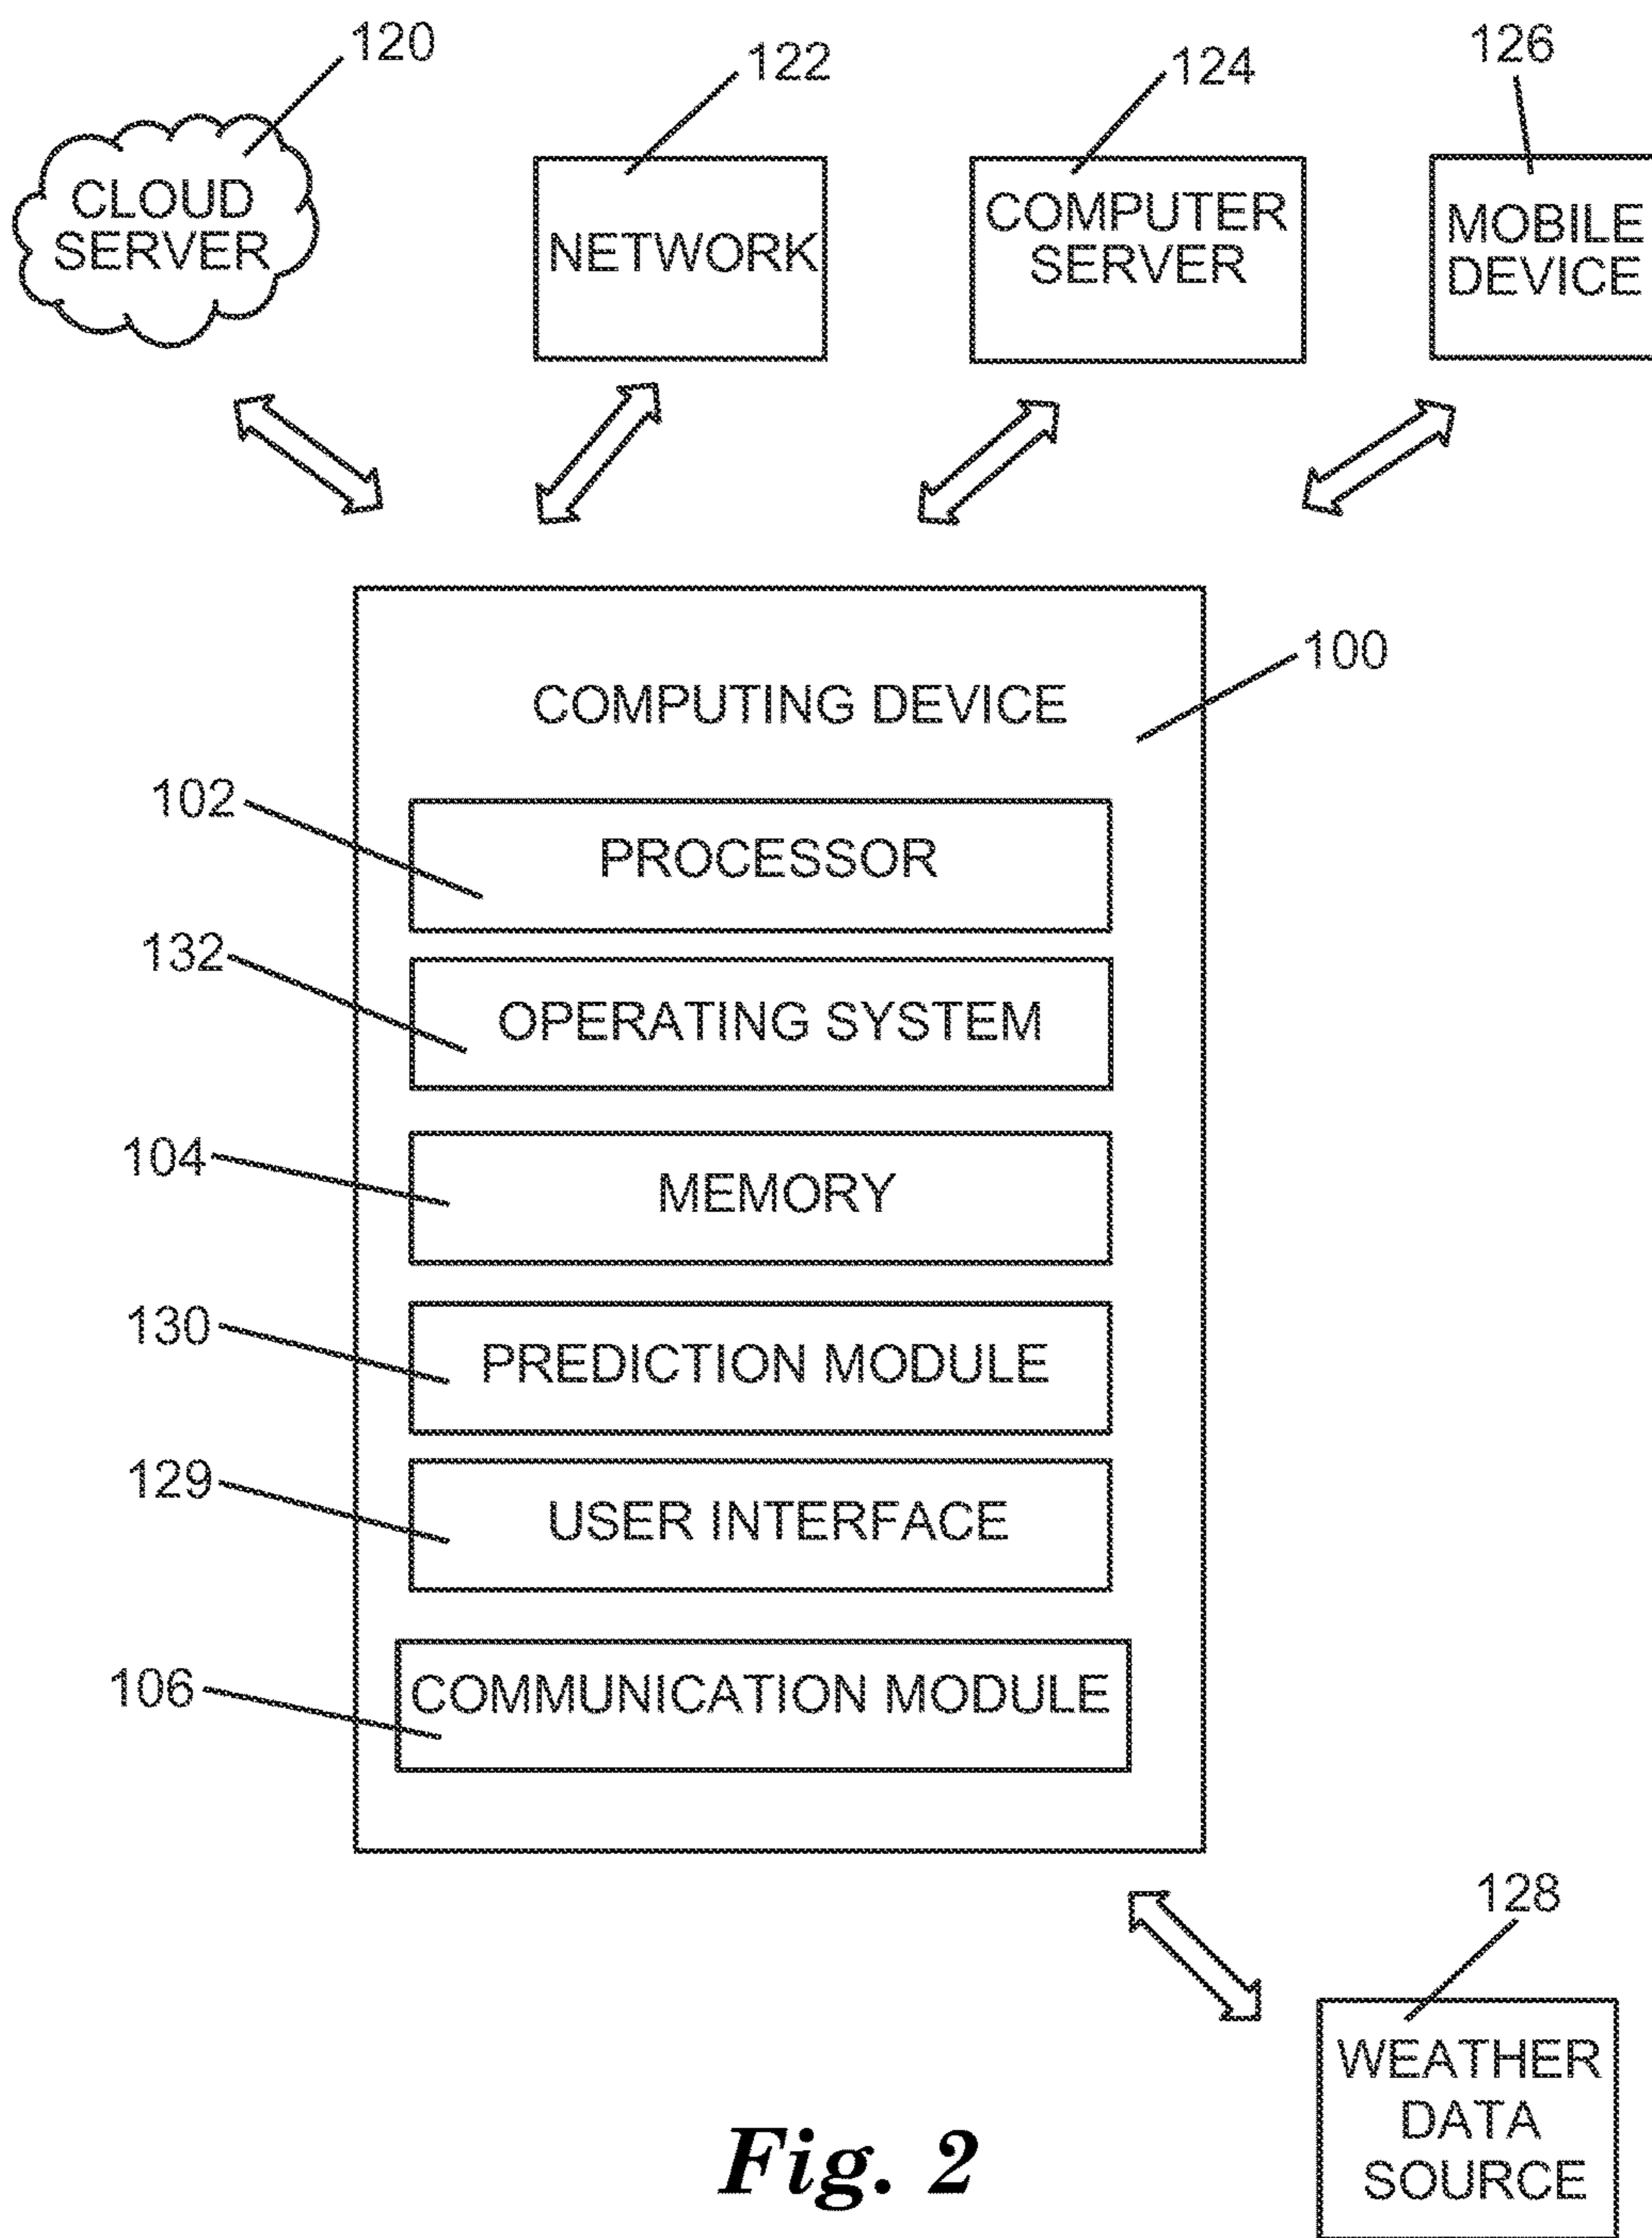 120
122
124
126
CLOUD
SERVER
NETWORK
COMPUTER
SERVER
MOBILE
DEVICE
100
COMPUTING DEVICE
102
PROCESSOR
132
OPERATING SYSTEM
104
MEMORY
130
PREDICTION MODULE
129
USER INTERFACE
106
COMMUNICATION MODULE
128
WEATHER
DATA
SOURCE
Fig. 2